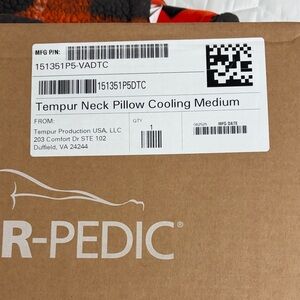 MFG P/N:
151351P5-VADTC
151351P5DTC
Tempur Neck Pillow Cooling Medium
FROM:
Tempur Production USA, LLC
203 Comfort Dr STE 102
Duffield, VA 24244
QTY
1
MFG DATE
R-PEDIC®